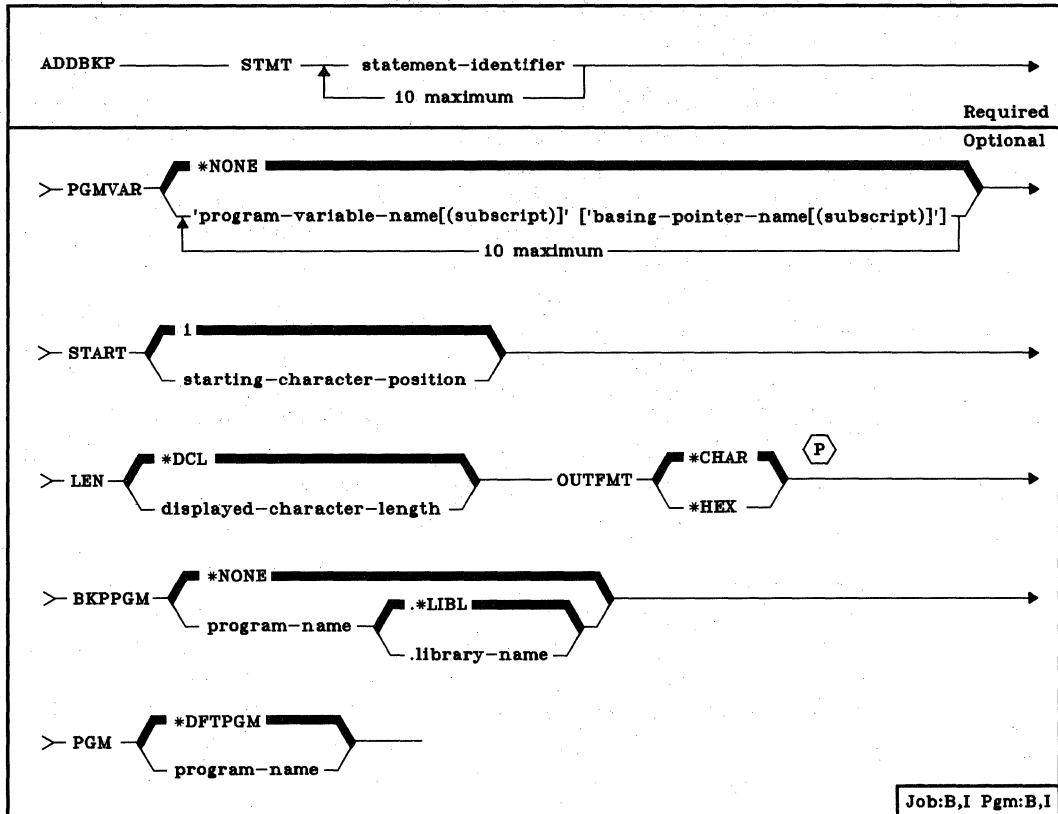 ADDBKP STMT statement-identifier
10 maximum
Required
Optional
*NONE
PGMVAR
'program-variable-name[(subscript)]' ['basing-pointer-name[(subscript)]']
10 maximum
1
START
starting-character-position
*DCL *CHAR P
LEN OUTFMT
displayed-character-length *HEX
*NONE
BKPPGM .*LIBL
program-name
.library-name
*DFTPGM
PGM
program-name
Job:B,I Pgm:B,I